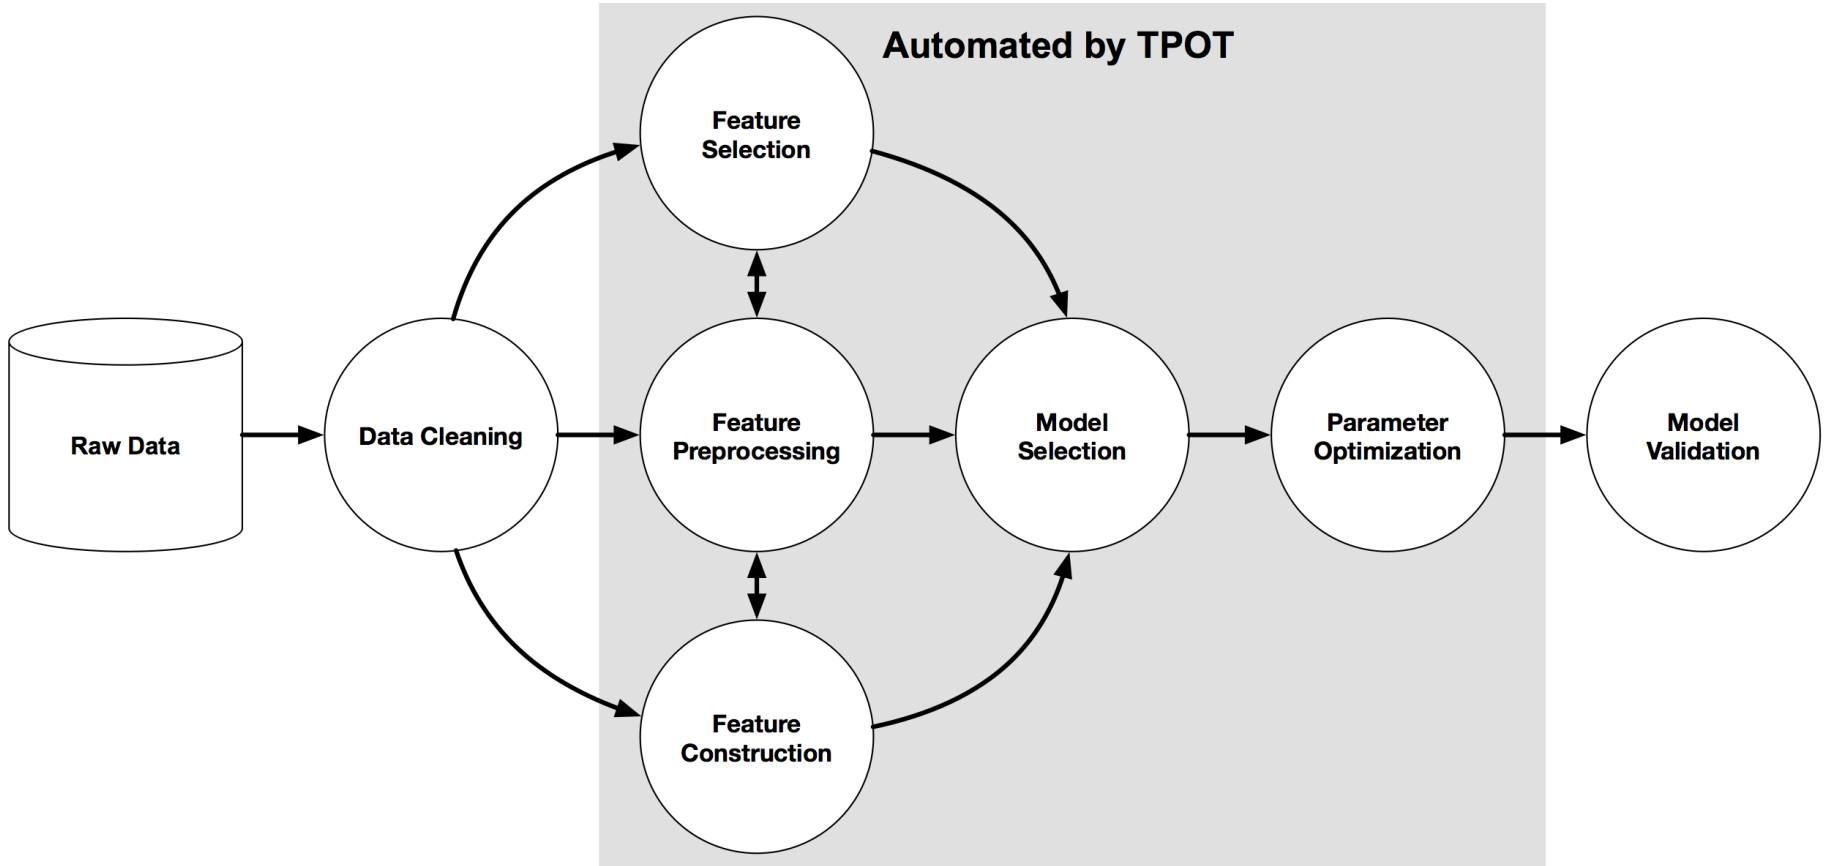 Automated by TPOT
Feature
Selection
Raw Data
Data Cleaning
Feature
Preprocessing
Model
Selection
Parameter
Optimization
Model
Validation
Feature
Construction